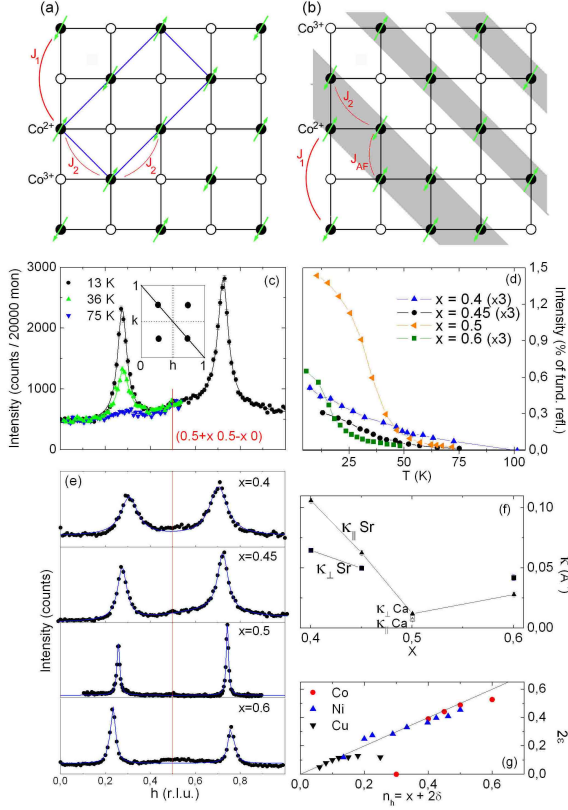 (a)
J1
Co2+
J2
J2
Co3+
(b)
Co3+
J2
Co2+
J1
JAF
3000
2000
1000
0
Intensity (counts / 20000 mon)
13 K
36 K
75 K
(c)
1
k
0
h
1
(0.5+x 0.5-x 0)
(d)
x = 0.4 (x3)
x = 0.45 (x3)
x = 0.5
x = 0.6 (x3)
1,5
1,2
0,9
0,6
0,3
0,0
Intensity (% of fund. refl.)
25
50
75
100
T (K)
(e)
x=0.4
x=0.45
x=0.5
x=0.6
Intensity (counts)
0,0
0,2
0,4
0,6
0,8
1,0
h (r.l.u.)
(f)
κ∥Sr
κ⊥Sr
κ⊥Ca
κ∥Ca
0,10
0,05
0,00
0,4
0,5
0,6
X
Co
Ni
Cu
(g)
0,6
0,4
0,2
0,0
2ε
0,0
0,2
0,4
0,6
nh= x + 2δ